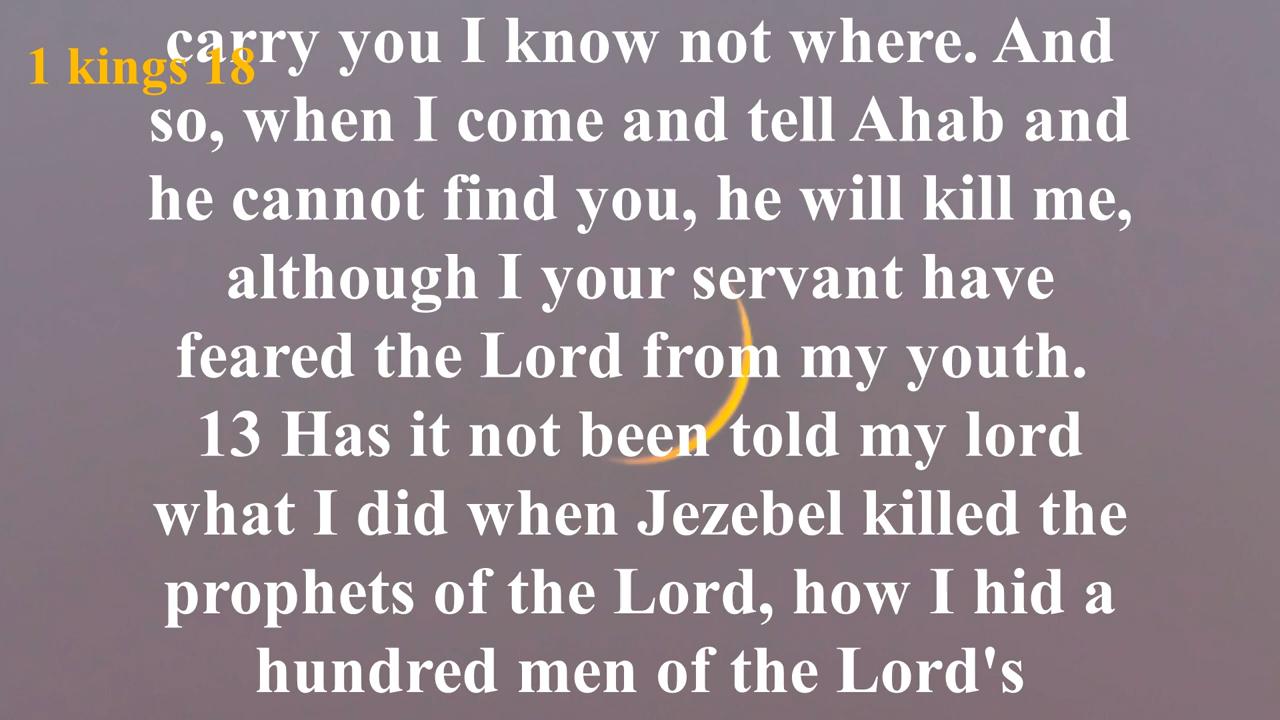 1 kings 18
carry you I know not where. And
so, when I come and tell Ahab and
he cannot find you, he will kill me,
although I your servant have
feared the Lord from my youth.
13 Has it not been told my lord
what I did when Jezebel killed the
prophets of the Lord, how I hid a
hundred men of the Lord's